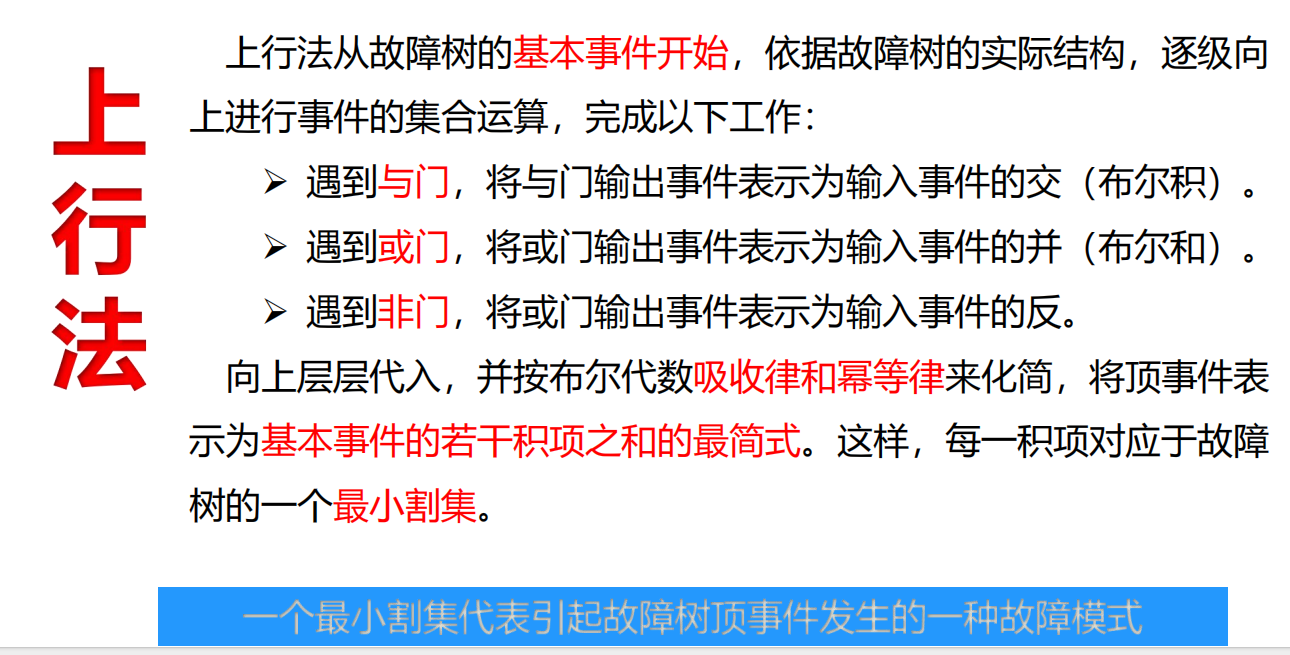 上行法
上行法从故障树的基本事件开始，依据故障树的实际结构，逐级向
上进行事件的集合运算，完成以下工作：
➢ 遇到与门，将与门输出事件表示为输入事件的交（布尔积）。
➢ 遇到或门，将或门输出事件表示为输入事件的并（布尔和）。
➢ 遇到非门，将或门输出事件表示为输入事件的反。
向上层层代入，并按布尔代数吸收律和幂等律来化简，将顶事件表
示为基本事件的若干积项之和的最简式。这样，每一积项对应于故障
树的一个最小割集。
一个最小割集代表引起故障树顶事件发生的一种故障模式